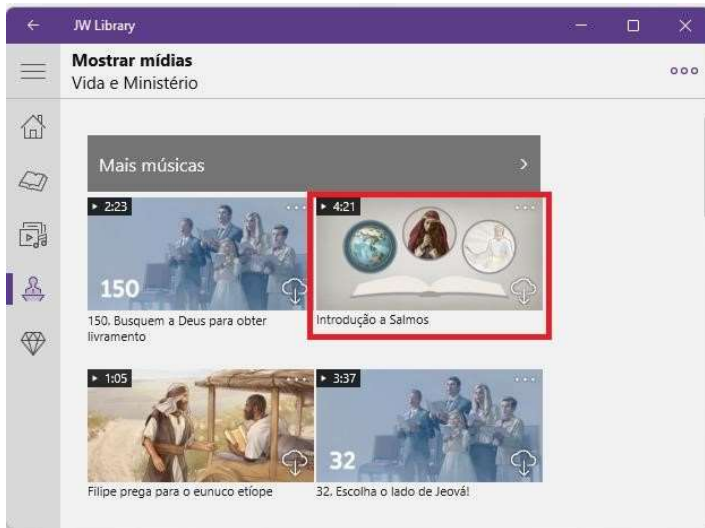 JW Library
Mostrar mídias
Vida e Ministério
Mais músicas
2:23
150
150. Busquem a Deus para obter
livramento
4:21
Introdução a Salmos
1:05
Filipe prega para o eunuco etíope
3:37
32
32. Escolha o lado de Jeová!